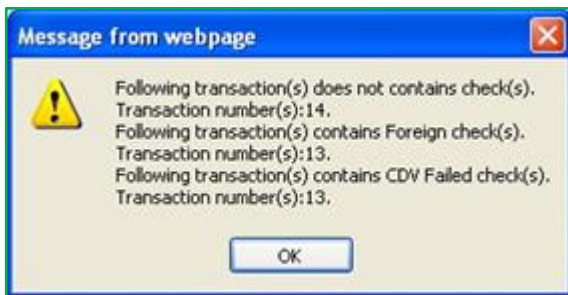 Message from webpage
Following transaction(s) does not contains check(s).
Transaction number(s):14.
Following transaction(s) contains Foreign check(s).
Transaction number(s):13.
Following transaction(s) contains CDV Failed check(s).
Transaction number(s):13.
OK